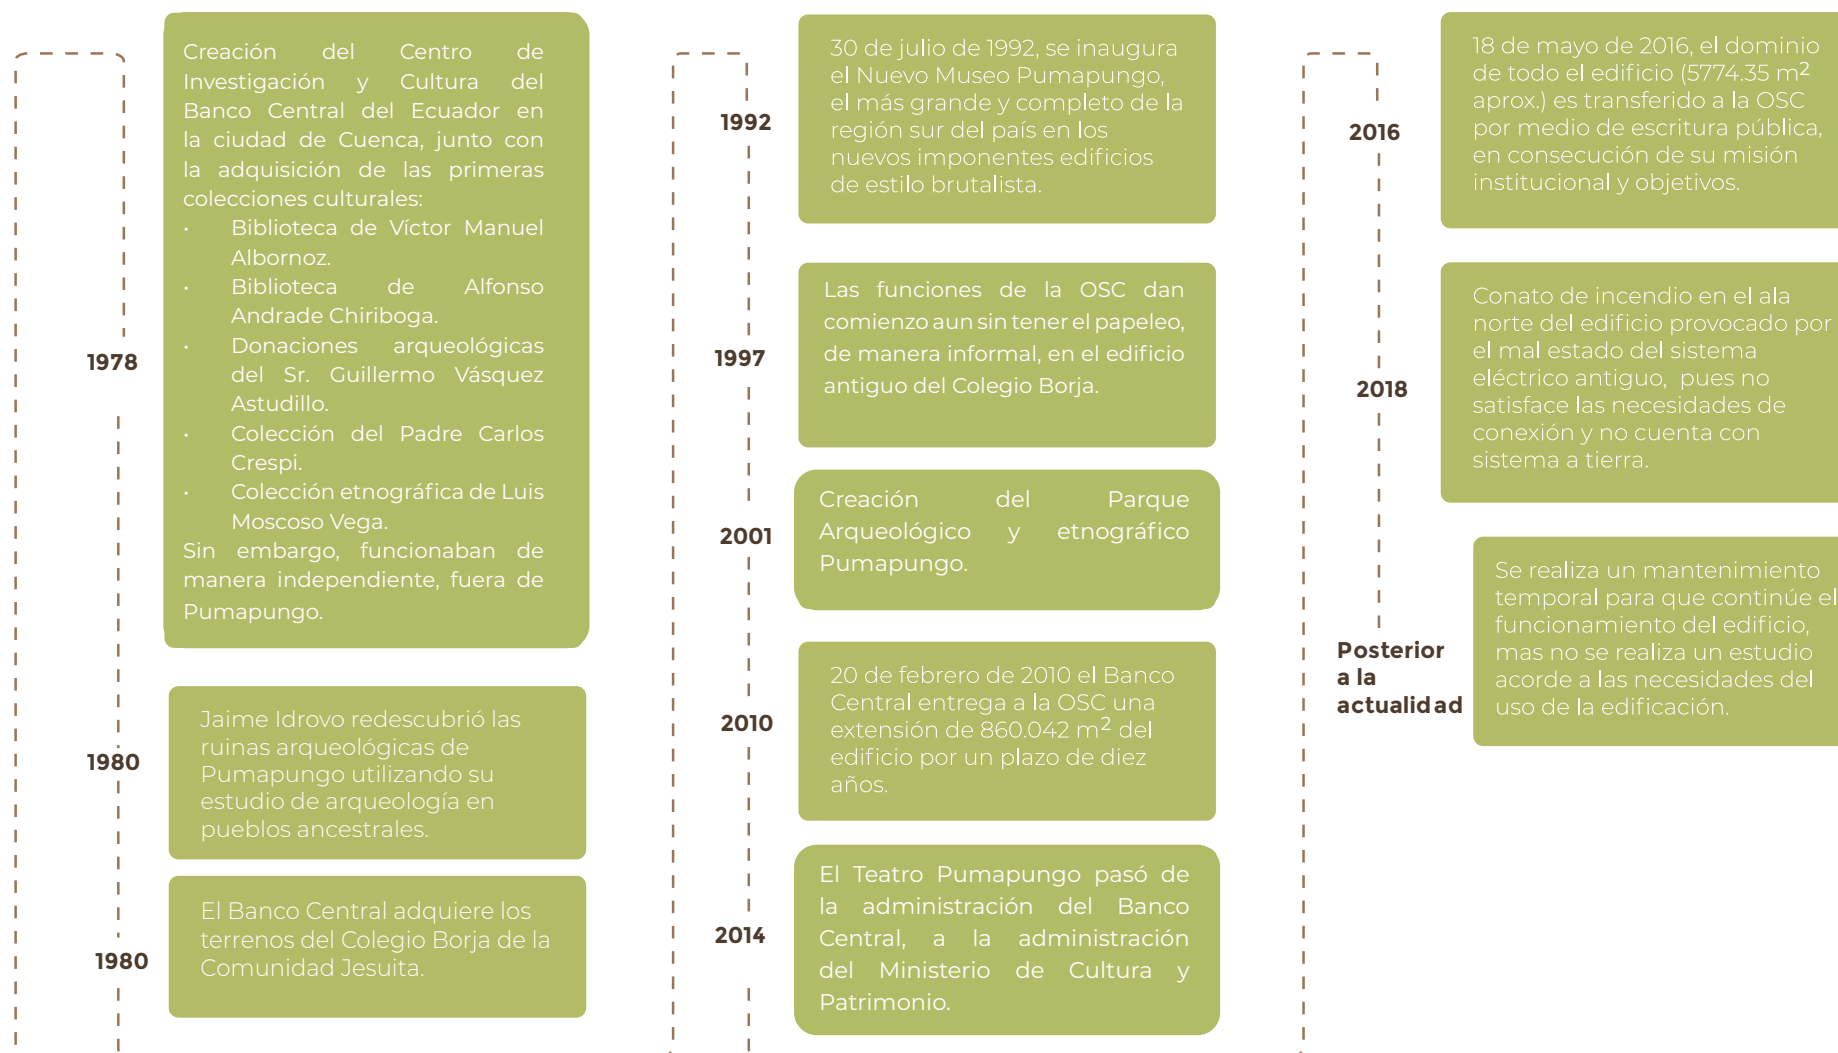 1978
Creación del Centro de
Investigación y Cultura del
Banco Central del Ecuador en
la ciudad de Cuenca, junto con
la adquisición de las primeras
colecciones culturales:
· Biblioteca de Víctor Manuel
Albornoz.
· Biblioteca de Alfonso
Andrade Chiriboga.
· Donaciones arqueológicas
del Sr. Guillermo Vásquez
Astudillo.
· Colección del Padre Carlos
Crespi.
· Colección etnográfica de Luis
Moscoso Vega.
Sin embargo, funcionaban de
manera independiente, fuera de
Pumapungo.
1980
Jaime Idrovo redescubrió las
ruinas arqueológicas de
Pumapungo utilizando su
estudio de arqueología en
pueblos ancestrales.
1980
El Banco Central adquiere los
terrenos del Colegio Borja de la
Comunidad Jesuita.
1992
30 de julio de 1992, se inaugura
el Nuevo Museo Pumapungo,
el más grande y completo de la
región sur del país en los
nuevos imponentes edificios
de estilo brutalista.
1997
Las funciones de la OSC dan
comienzo aun sin tener el papeleo,
de manera informal, en el edificio
antiguo del Colegio Borja.
2001
Creación del Parque
Arqueológico y etnográfico
Pumapungo.
2010
20 de febrero de 2010 el Banco
Central entrega a la OSC una
extensión de 860.042 m² del
edificio por un plazo de diez
años.
2014
El Teatro Pumapungo pasó de
la administración del Banco
Central, a la administración
del Ministerio de Cultura y
Patrimonio.
2016
18 de mayo de 2016, el dominio
de todo el edificio (5774.35 m²
aprox.) es transferido a la OSC
por medio de escritura pública,
en consecución de su misión
institucional y objetivos.
2018
Conato de incendio en el ala
norte del edificio provocado por
el mal estado del sistema
eléctrico antiguo, pues no
satisface las necesidades de
conexión y no cuenta con
sistema a tierra.
Posterior
a la
actualidad
Se realiza un mantenimiento
temporal para que continúe el
funcionamiento del edificio,
mas no se realiza un estudio
acorde a las necesidades del
uso de la edificación.